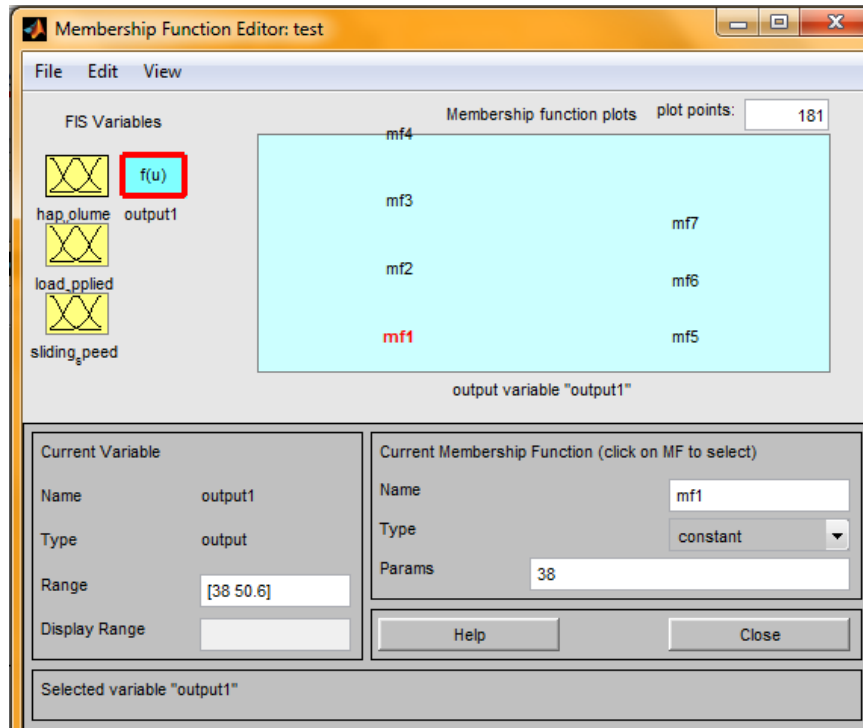 Membership Function Editor: test
File Edit View
FIS Variables
Membership function plots plot points: 181
f(u)
hap_volume output1
load_applied
sliding_speed
mf4
mf3
mf2
mf1
mf7
mf6
mf5
output variable "output1"
Current Variable
Name output1
Type output
Range [38 50.6]
Display Range
Current Membership Function (click on MF to select)
Name mf1
Type constant
Params 38
Help Close
Selected variable "output1"